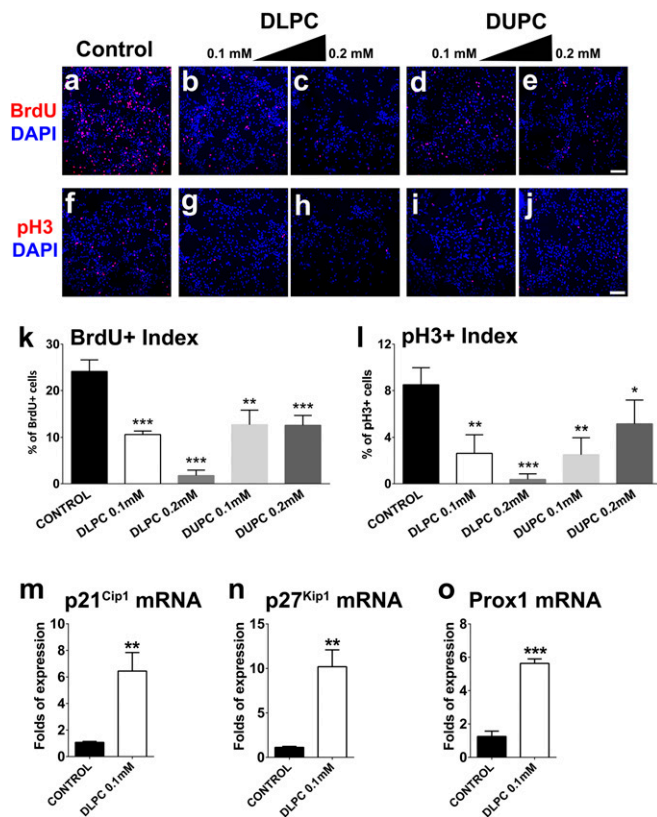 DLPC DUPC
Control 0.1 mM 0.2 mM 0.1 mM 0.2 mM
a b c d e
BrdU
DAPI
f g h i j
pH3
DAPI
k BrdU+ Index
% of BrdU+ cells
30
20
10
0
***
***
**
***
CONTROL
DLPC 0.1mM
DLPC 0.2mM
DUPC 0.1mM
DUPC 0.2mM
l pH3+ Index
% of pH3+ cells
12
8
4
0
**
***
**
*
CONTROL
DLPC 0.1mM
DLPC 0.2mM
DUPC 0.1mM
DUPC 0.2mM
m p21Cip1 mRNA
Folds of expression
10
8
6
4
2
0
**
CONTROL
DLPC 0.1mM
n p27Kip1 mRNA
Folds of expression
15
10
5
0
**
CONTROL
DLPC 0.1mM
o Prox1 mRNA
Folds of expression
8
6
4
2
0
***
CONTROL
DLPC 0.1mM